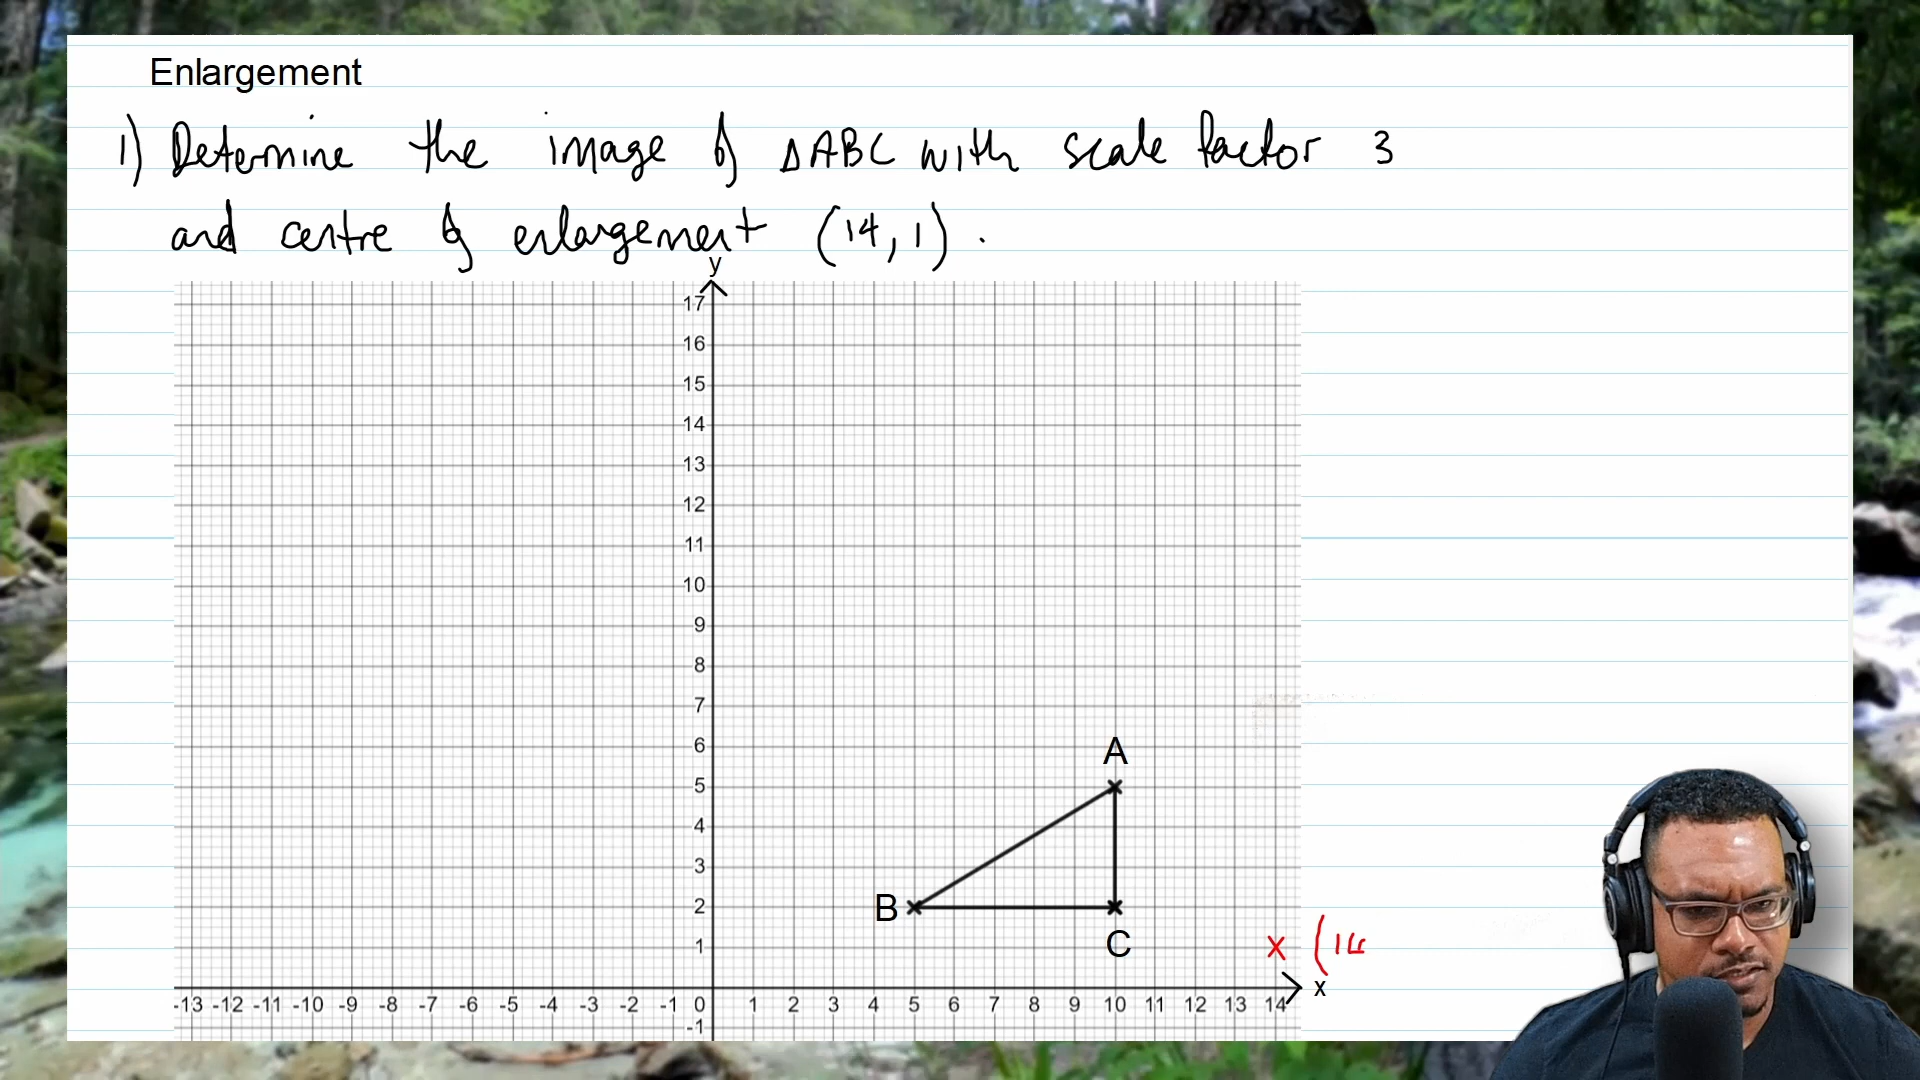 Enlargement
1) Determine the image of △ABC with scale factor 3
and centre of enlargement (14,1).
y
17
16
15
14
13
12
11
10
9
8
7
6
A
5
4
3
B 2
C
1 x (14
x
-13 -12 -11 -10 -9 -8 -7 -6 -5 -4 -3 -2 -1 0 1 2 3 4 5 6 7 8 9 10 11 12 13 14
-1